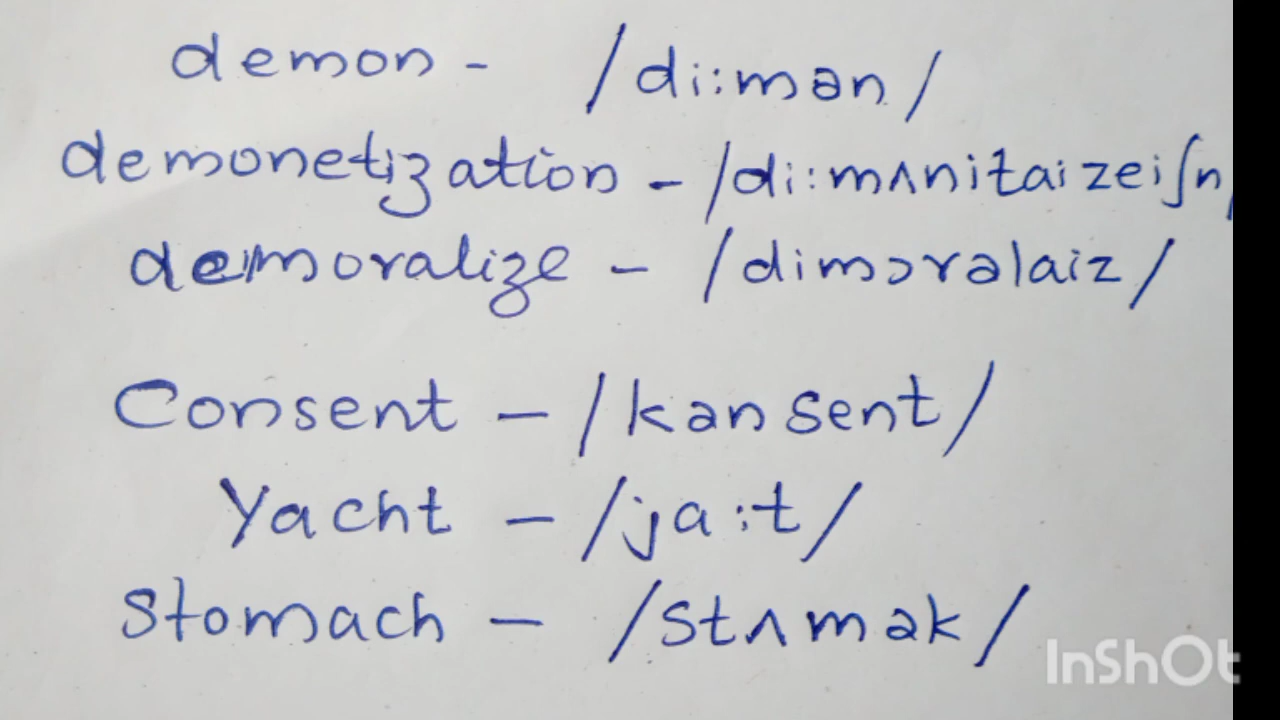 demon - /di:mən/
demonetization - /di:mʌnitaizeiʃn/
demoralize - /dimɔrəlaiz/
Consent - /kənsent/
Yacht - /ja:t/
Stomach - /stʌmək/
InShOt